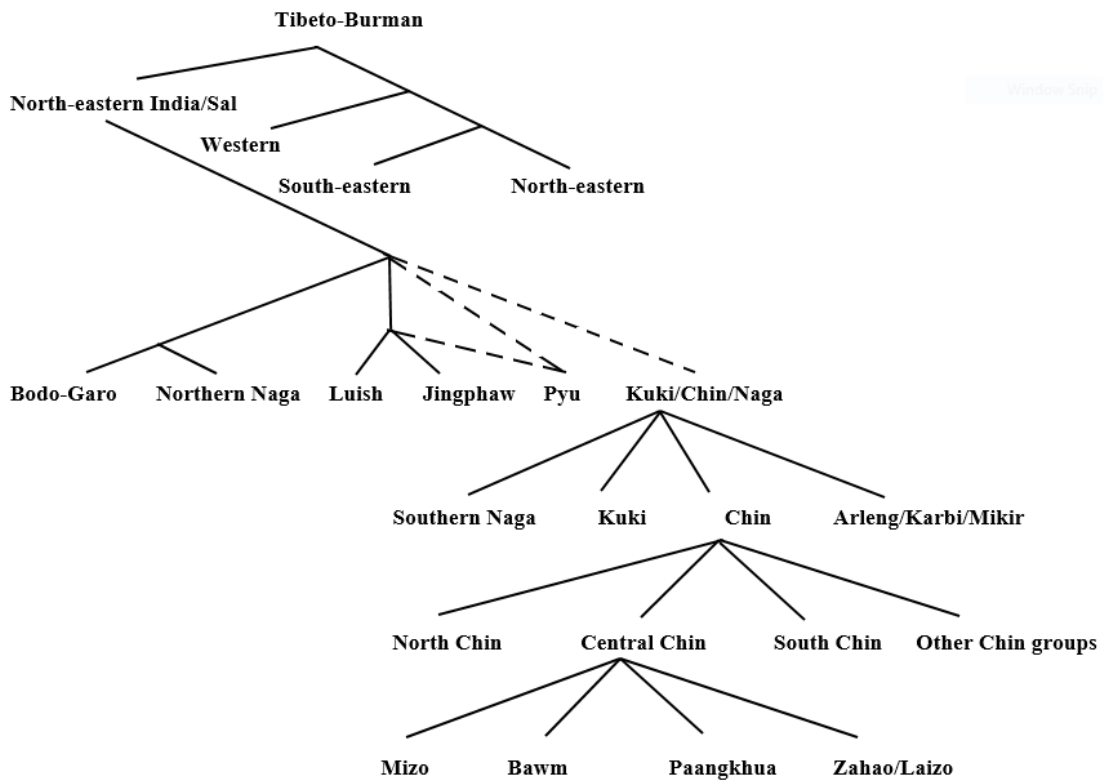 Tibeto-Burman
North-eastern India/Sal
Western
South-eastern
North-eastern
Bodo-Garo
Northern Naga
Luish
Jingphaw
Pyu
Kuki/Chin/Naga
Southern Naga
Kuki
Chin
Arleng/Karbi/Mikir
North Chin
Central Chin
South Chin
Other Chin groups
Mizo
Bawm
Paangkhua
Zahao/Laizo
Window Snip